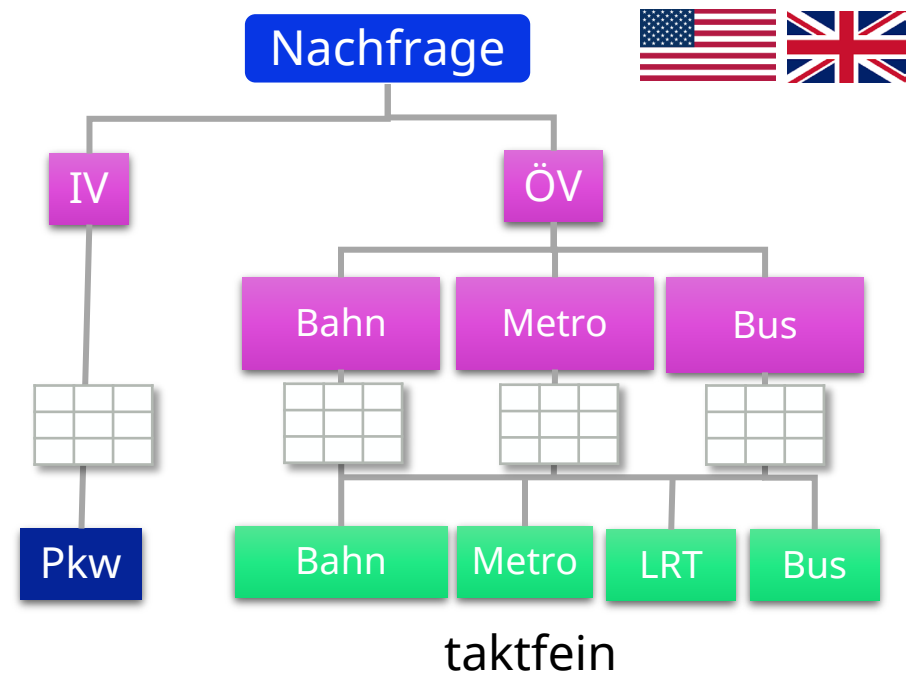 Nachfrage
IV
ÖV
Bahn
Metro
Bus
Pkw
Bahn
Metro
LRT
Bus
taktfein